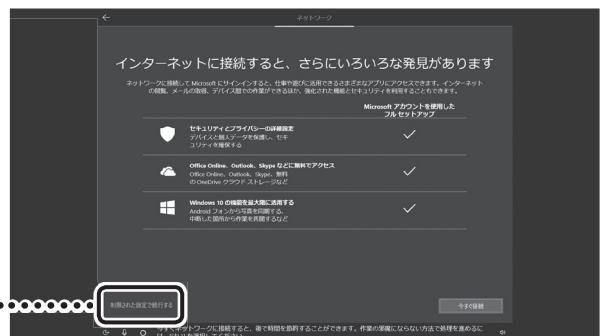 ネットワーク
インターネットに接続すると、さらにいろいろな発見があります
ネットワークに接続して Microsoft にサインインすると、仕事や遊びに活用できるさまざまなアプリにアクセスできます。インターネット
の閲覧、メールの取得、デバイス間での作業ができるほか、強化された機能とセキュリティを利用することもできます。
Microsoft アカウントを使用した
フル セットアップ
セキュリティとプライバシーの詳細設定
デバイスと個人データを保護し、セキ
ュリティを確保する
Office Online、Outlook、Skype などに無料でアクセス
Office Online、Outlook、Skype、無料
の OneDrive クラウド ストレージなど
Windows 10 の機能を最大限に活用する
Android フォンから写真を同期する、
中断した箇所から作業を再開するなど
制限された設定で続行する
今すぐ接続
今すぐネットワークに接続すると、後で時間を節約することができます。作業の邪魔にならない方法で処理を進めるに